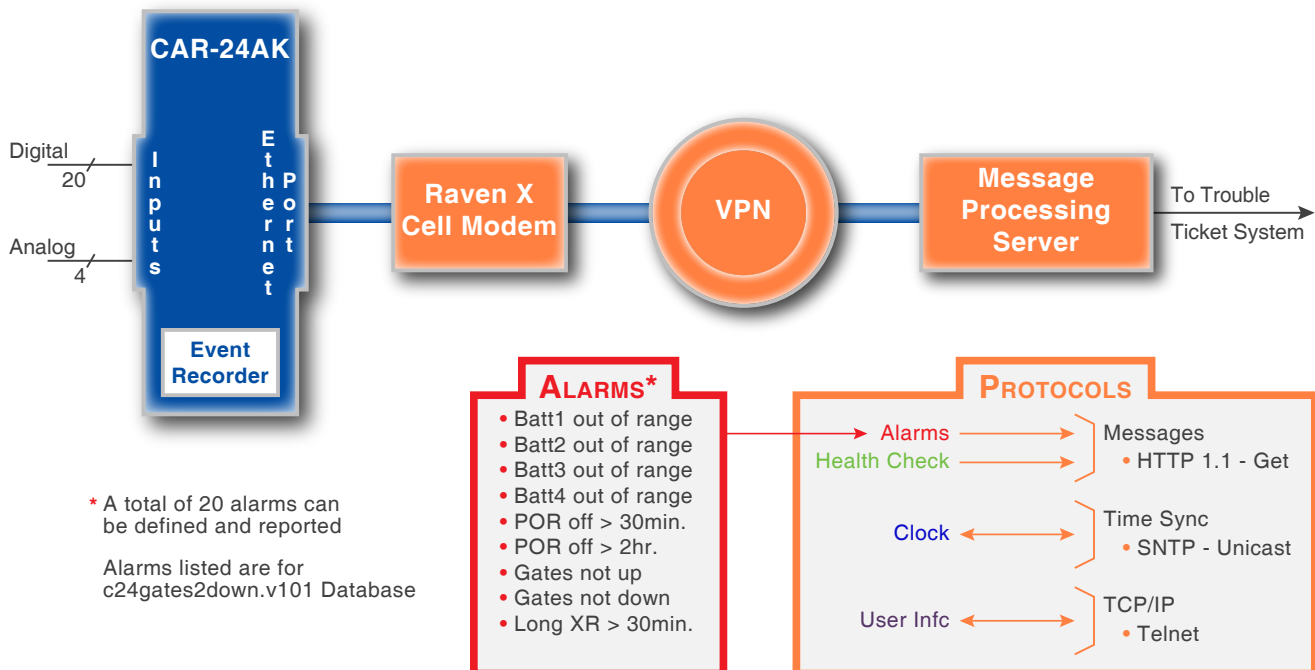 CAR-24AK
Digital
20
Analog
4
Inputs
Ethernet
Port
Event
Recorder
Raven X
Cell Modem
VPN
Message
Processing
Server
To Trouble
Ticket System
* A total of 20 alarms can
be defined and reported
Alarms listed are for
c24gates2down.v101 Database
ALARMS*
• Batt1 out of range
• Batt2 out of range
• Batt3 out of range
• Batt4 out of range
• POR off > 30min.
• POR off > 2hr.
• Gates not up
• Gates not down
• Long XR > 30min.
PROTOCOLS
Alarms
Health Check
Messages
• HTTP 1.1 - Get
Clock
Time Sync
• SNTP - Unicast
User Infc
TCP/IP
• Telnet